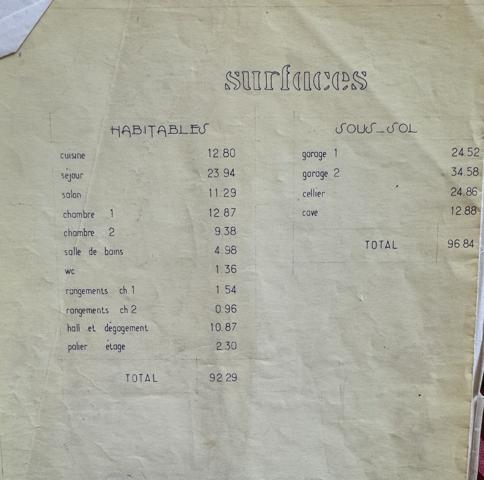 surfaces
HABITABLES
cuisine 12.80
séjour 23.94
salon 11.29
chambre 1 12.87
chambre 2 9.38
salle de bains 4.98
wc 1.36
rangements ch.1 1.54
rangements ch 2 0.96
hall et dégagement 10.87
palier étage 2.30
TOTAL 92.29
SOUS_SOL
garage 1 24.52
garage 2 34.58
cellier 24.86
cave 12.88
TOTAL 96.84